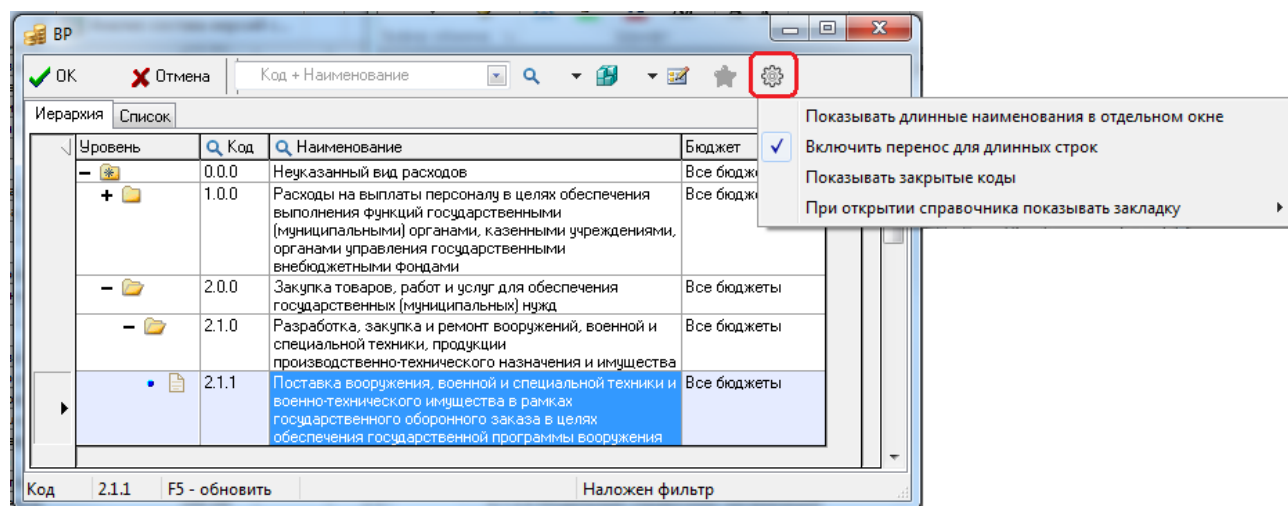 ВР
ОК
Отмена
Код + Наименование
Иерархия
Список
Показывать длинные наименования в отдельном окне
Включить перенос для длинных строк
Показывать закрытые коды
При открытии справочника показывать закладку
Уровень
Код
Наименование
Бюджет
0.0.0
Неуказанный вид расходов
Все бюдже
1.0.0
Расходы на выплаты персоналу в целях обеспечения
выполнения функций государственными
(муниципальными) органами, казенными учреждениями,
органами управления государственными
внебюджетными фондами
Все бюдже
2.0.0
Закупка товаров, работ и услуг для обеспечения
государственных (муниципальных) нужд
Все бюджеты
2.1.0
Разработка, закупка и ремонт вооружений, военной и
специальной техники, продукции
производственно-технического назначения и имущества
Все бюджеты
2.1.1
Поставка вооружения, военной и специальной техники и
военно-технического имущества в рамках
государственного оборонного заказа в целях
обеспечения государственной программы вооружения
Все бюджеты
Код
2.1.1
F5 - обновить
Наложен фильтр